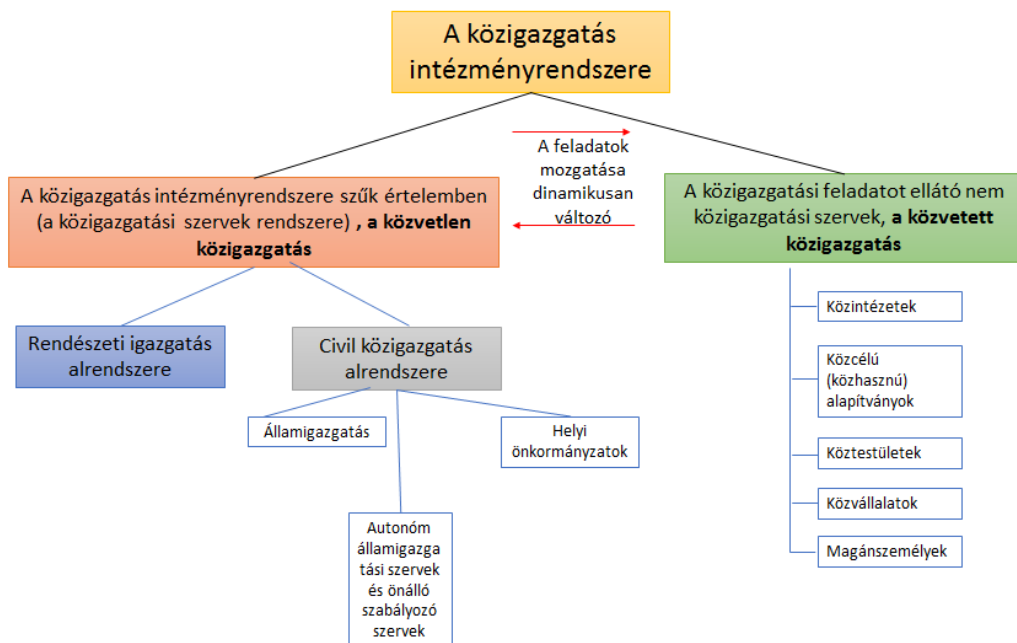 A közigazgatás
intézményrendszere
A feladatok
mozgatása
dinamikusan
változó
A közigazgatás intézményrendszere szűk értelemben
(a közigazgatási szervek rendszere) , a közvetlen
közigazgatás
A közigazgatási feladatot ellátó nem
közigazgatási szervek, a közvetett
közigazgatás
Rendészeti igazgatás
alrendszere
Civil közigazgatás
alrendszere
Államigazgatás
Helyi
önkormányzatok
Autonóm
államigazga
tási szervek
és önálló
szabályozó
szervek
Közintézetek
Közcélú
(közhasznú)
alapítványok
Köztestületek
Közvállalatok
Magánszemélyek